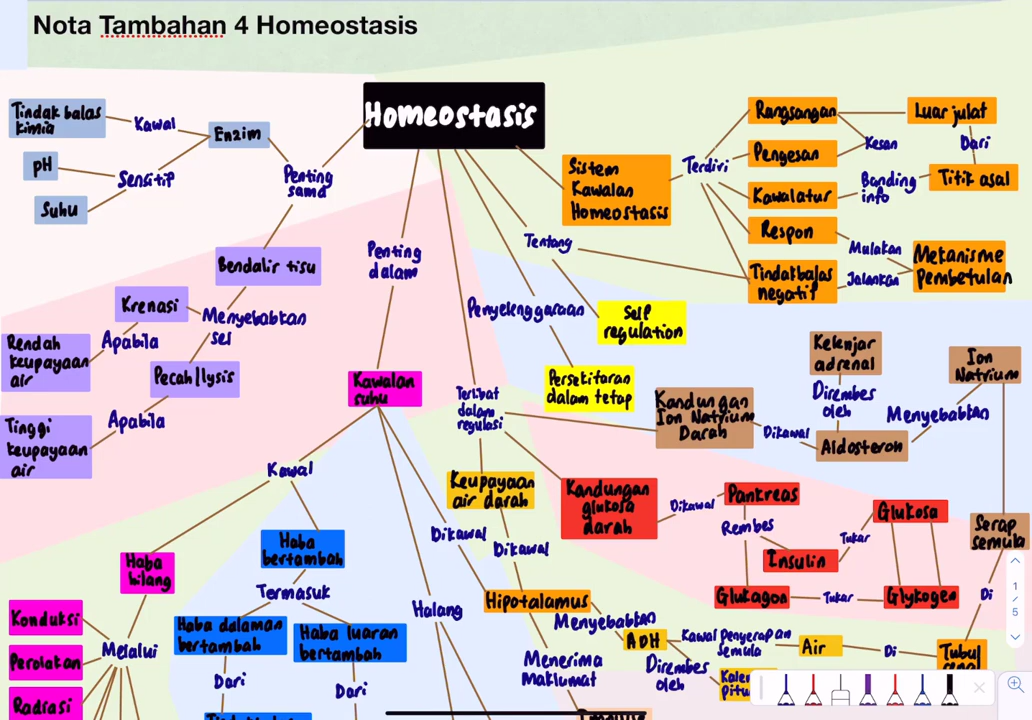 Nota Tambahan 4 Homeostasis
Homeostasis
Tindak balas
kimia
Kawal
Enzim
pH
Sensitif
Suhu
Penting
sama
Bendalir tisu
Krenasi
Menyebabkan
sel
Rendah
keupayaan
air
Apabila
Pecah/lysis
Tinggi
keupayaan
air
Apabila
Penting
dalam
Kawalan
suhu
Kawal
Haba
hilang
Konduksi
Perolakan
Radiasi
Melalui
Haba
bertambah
Termasuk
Haba dalaman
bertambah
Haba luaran
bertambah
Dari
Dari
Halang
Dikawal
Sistem
Kawalan
Homeostasis
Terdiri
Rangsangan
Pengesan
Kawalatur
Respon
Tindakbalas
negatif
Kesan
Luar julat
Dari
Titik asal
Banding
info
Mulakan
Jalankan
Mekanisme
Pembetulan
Tentang
Self
regulation
Penyelenggaraan
Persekitaran
dalam tetap
Terlibat
dalam
regulasi
Kandungan
Ion Natrium
Darah
Dikawal
Aldosteron
Dirembes
oleh
Kelenjar
adrenal
Menyebabkan
Ion
Natrium
Serap
semula
Di
Tubul
renal
Kandungan
glukosa
darah
Dikawal
Pankreas
Rembes
Insulin
Glukagon
Tukar
Tukar
Glukosa
Glykogen
Keupayaan
air darah
Dikawal
Hipotalamus
Menyebabkan
ADH
Kawal Penyerapan
semula
Air
Di
Dirembes
oleh
Menerima
Maklumat
1
5